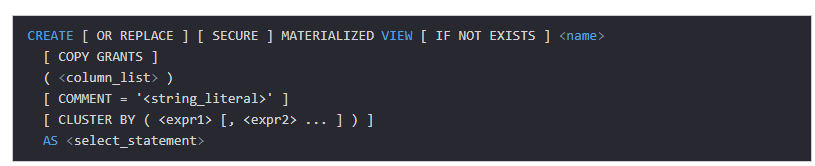 CREATE [ OR REPLACE ] [ SECURE ] MATERIALIZED VIEW [ IF NOT EXISTS ] <name>
[ COPY GRANTS ]
( <column_list> )
[ COMMENT = '<string_literal>' ]
[ CLUSTER BY ( <expr1> [, <expr2> ... ] ) ]
AS <select_statement>